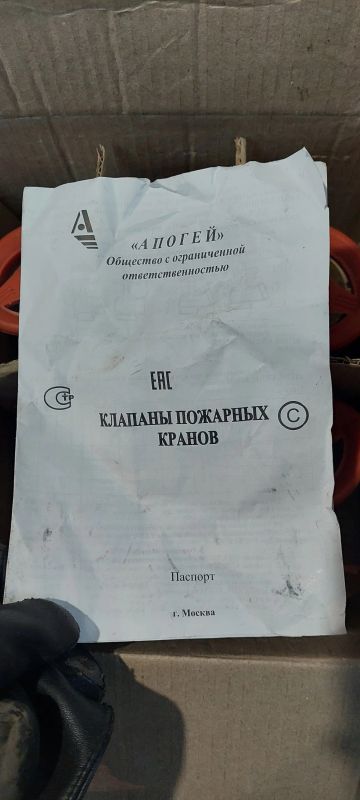 «АПОГЕЙ»
Общество с ограниченной
ответственностью
ЕАС
КЛАПАНЫ ПОЖАРНЫХ
КРАНОВ
Паспорт
г. Москва